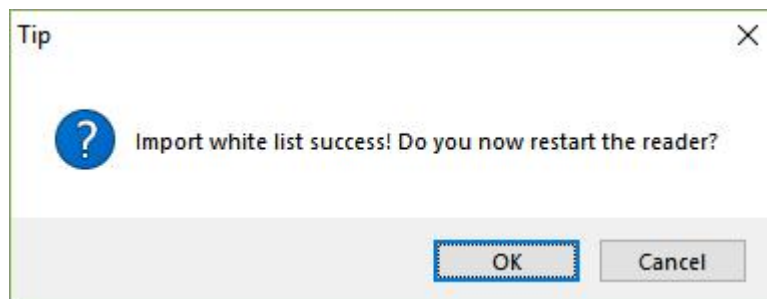 Tip
Import white list success! Do you now restart the reader?
OK
Cancel